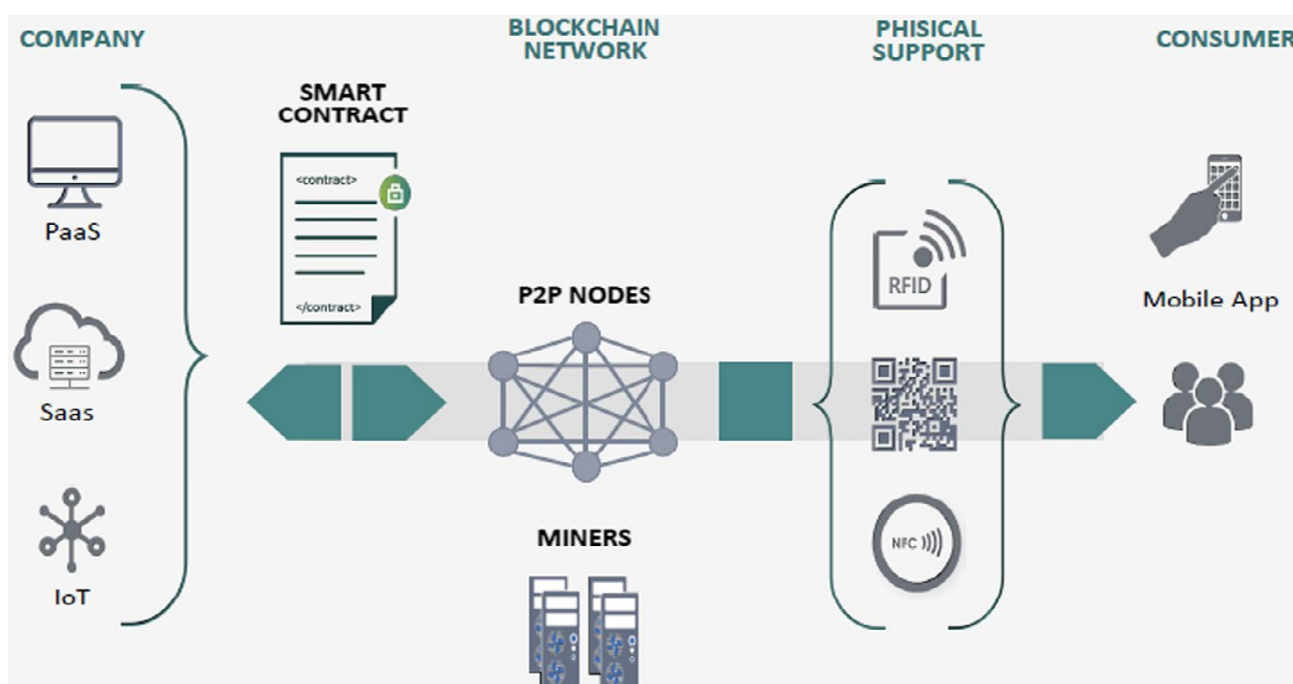 COMPANY
BLOCKCHAIN
NETWORK
PHISICAL
SUPPORT
CONSUMER
SMART
CONTRACT
<contract>
</contract>
PaaS
Saas
IoT
P2P NODES
MINERS
RFID
NFC
Mobile App